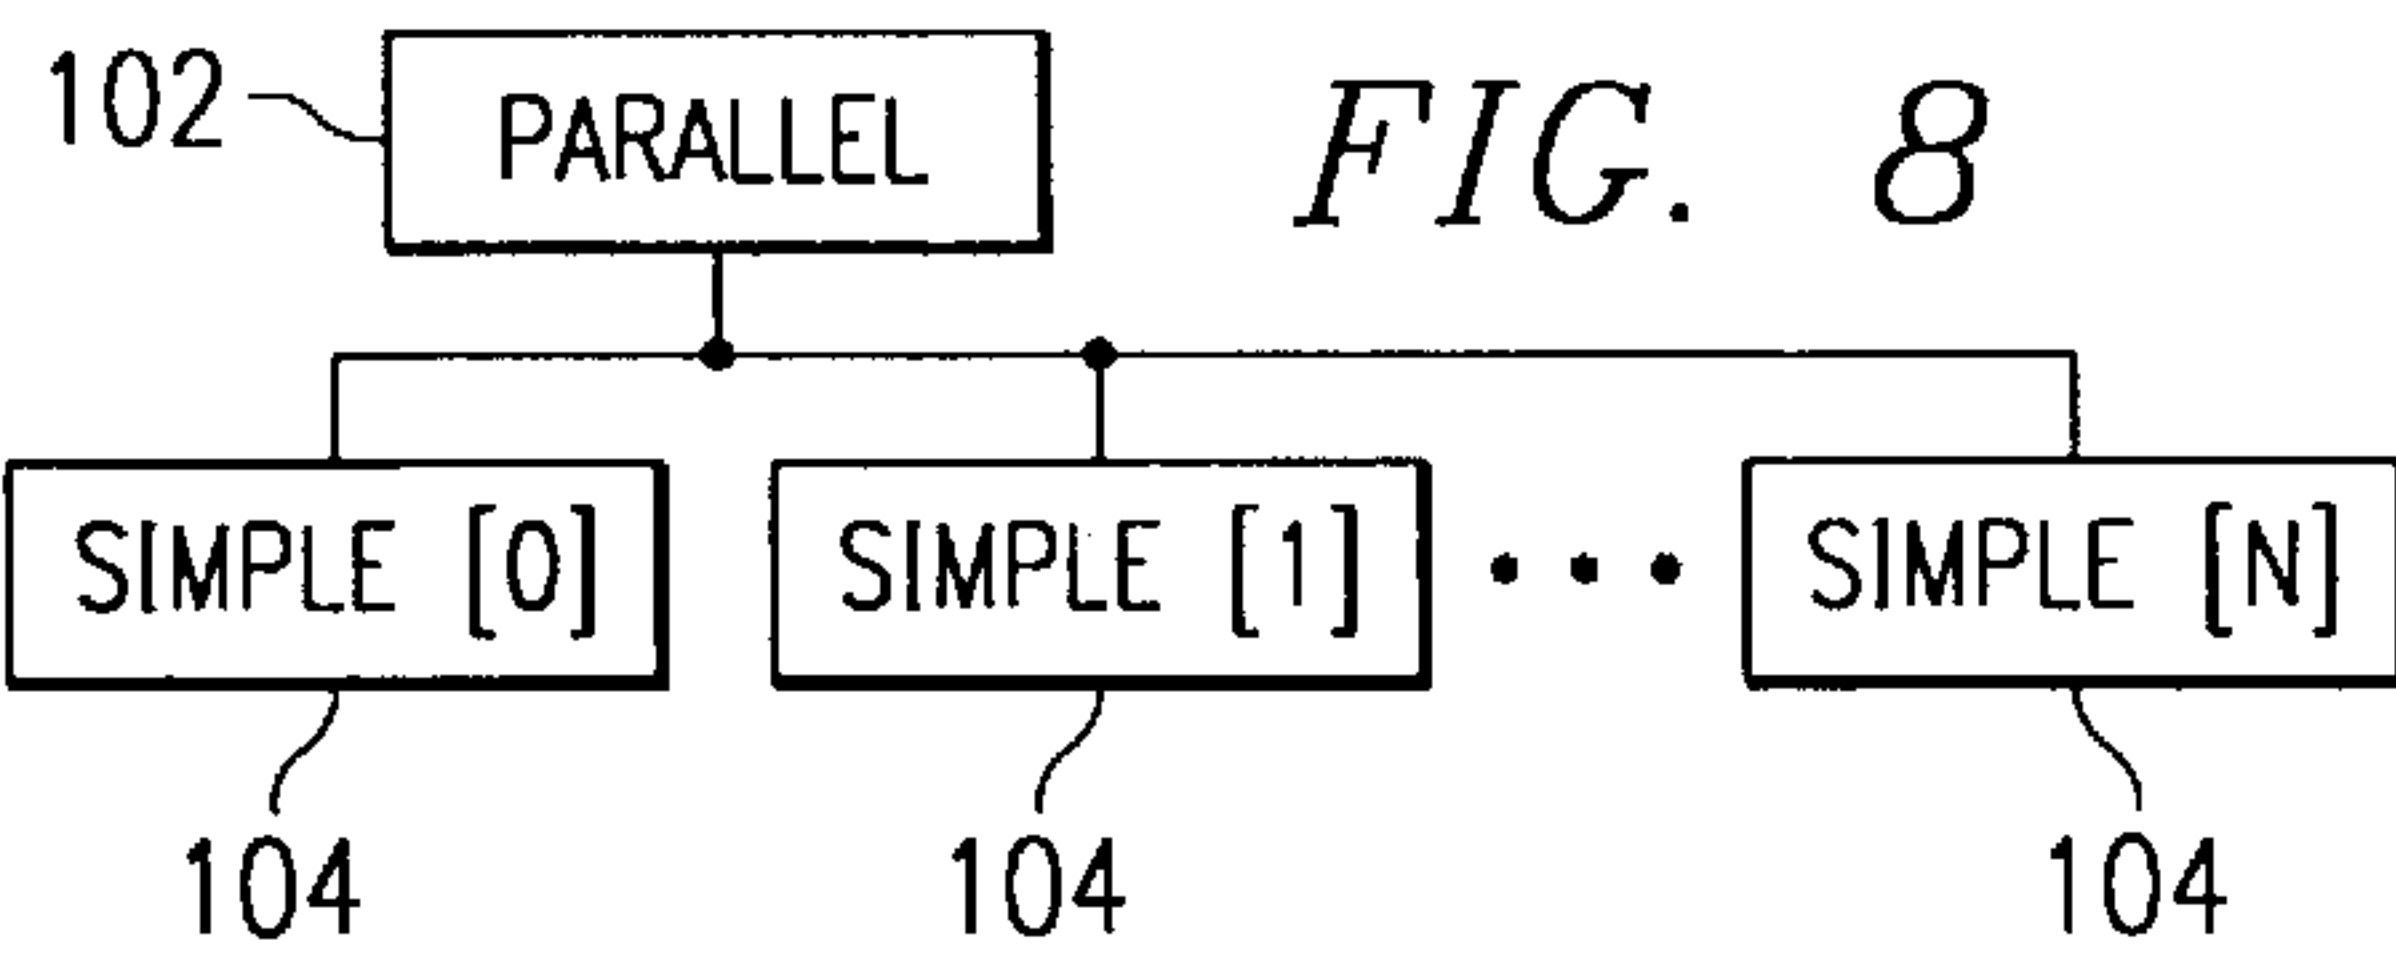 102
PARALLEL
FIG. 8
SIMPLE [0]
SIMPLE [1]
SIMPLE [N]
104
104
104